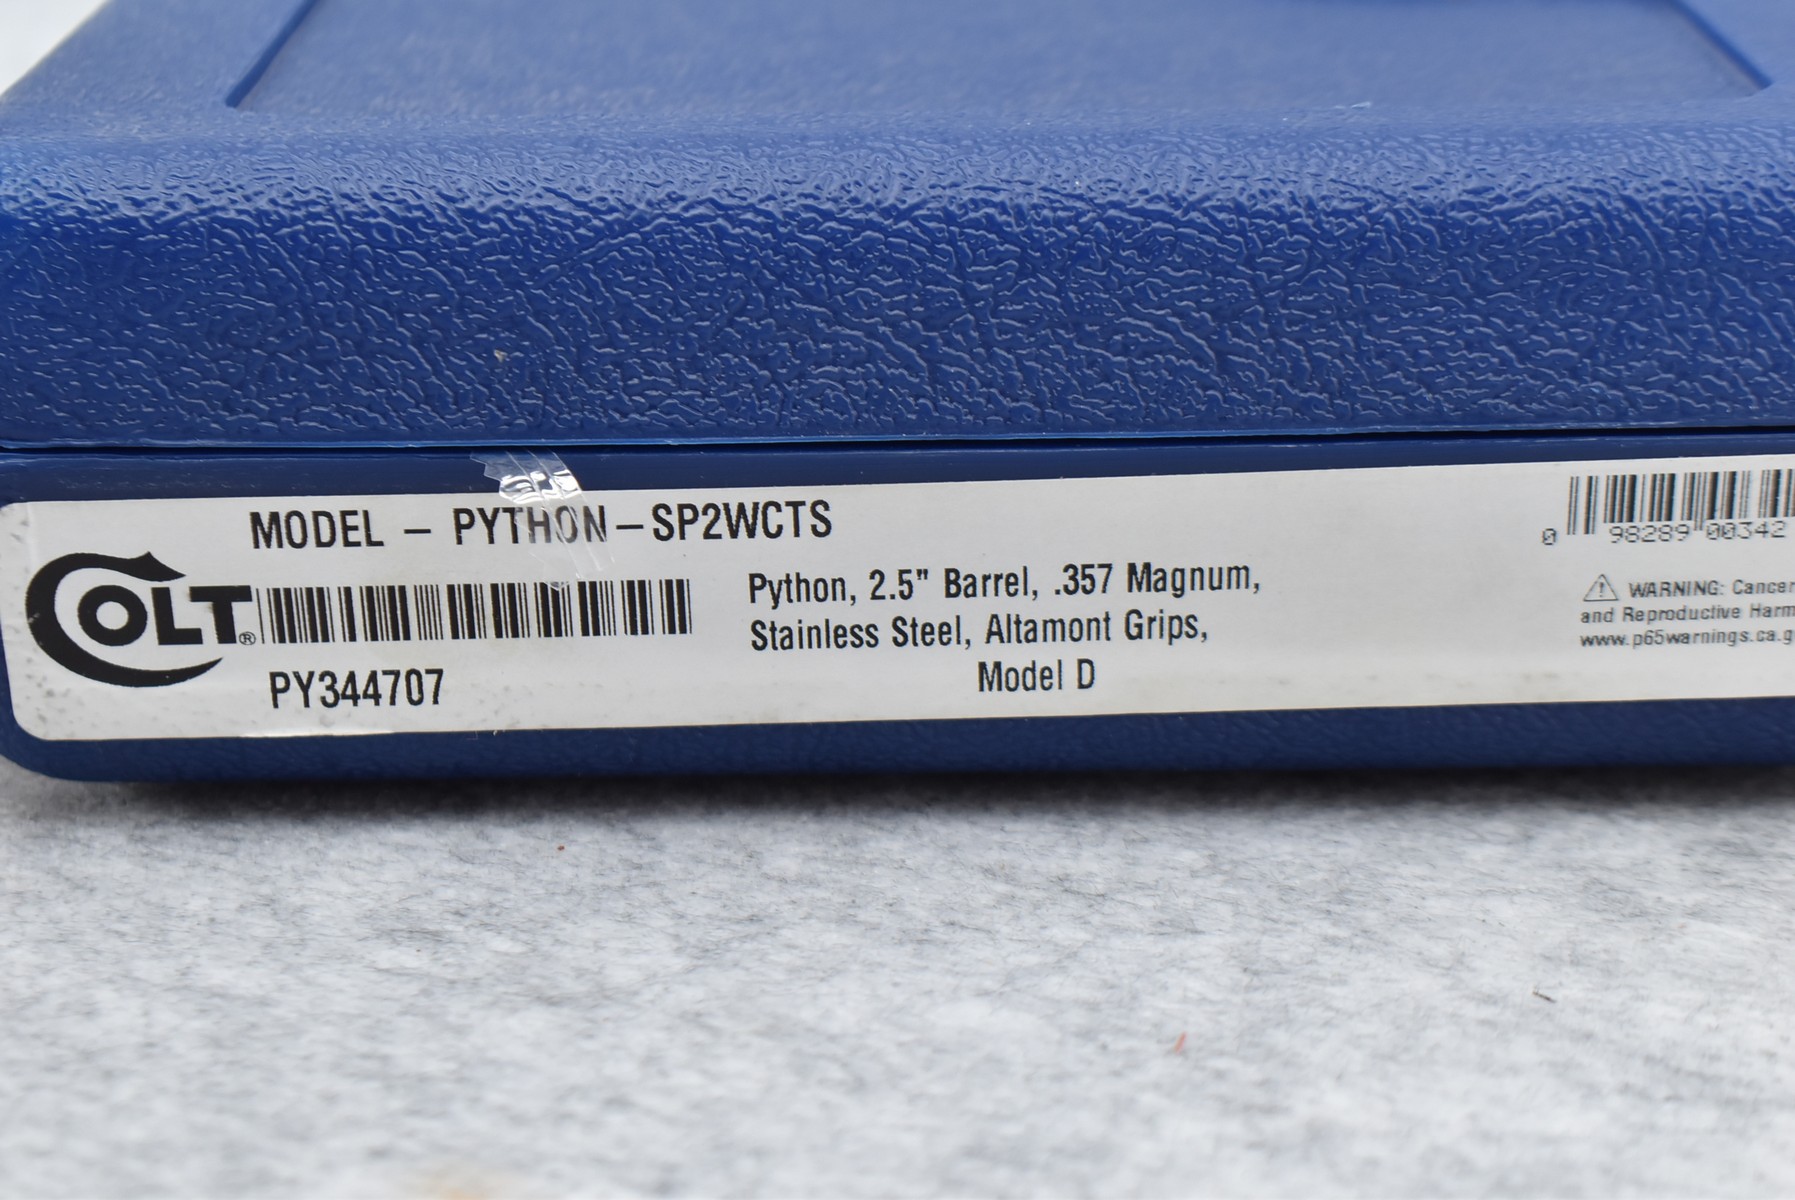 MODEL – PYTHON – SP2WCTS
COLT®
PY344707
Python, 2.5" Barrel, .357 Magnum,
Stainless Steel, Altamont Grips,
Model D
0 98289 00342
⚠ WARNING: Cancer
and Reproductive Harm
www.p65warnings.ca.g